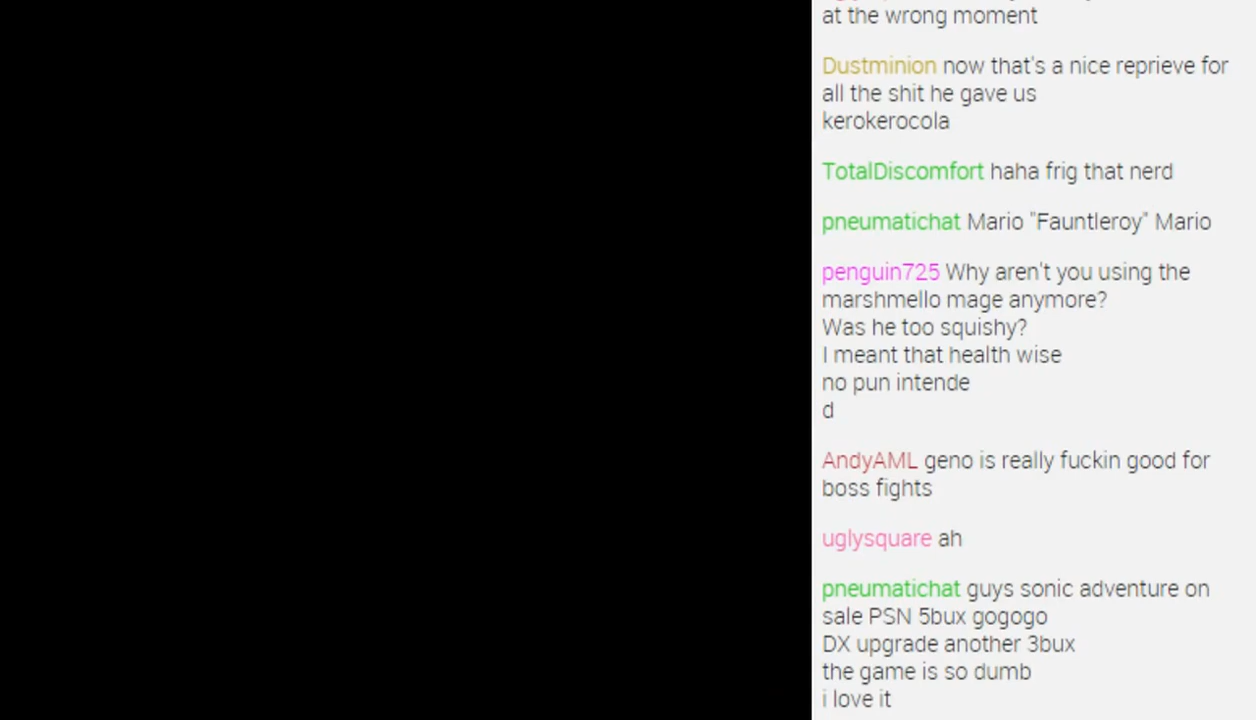 at the wrong moment
Dustminion now that's a nice reprieve for
all the shit he gave us
kerokerocola
TotalDiscomfort haha frig that nerd
pneumatichat Mario "Fauntleroy" Mario
penguin725 Why aren't you using the
marshmello mage anymore?
Was he too squishy?
I meant that health wise
no pun intende
d
AndyAML geno is really fuckin good for
boss fights
uglysquare ah
pneumatichat guys sonic adventure on
sale PSN 5bux gogogo
DX upgrade another 3bux
the game is so dumb
i love it